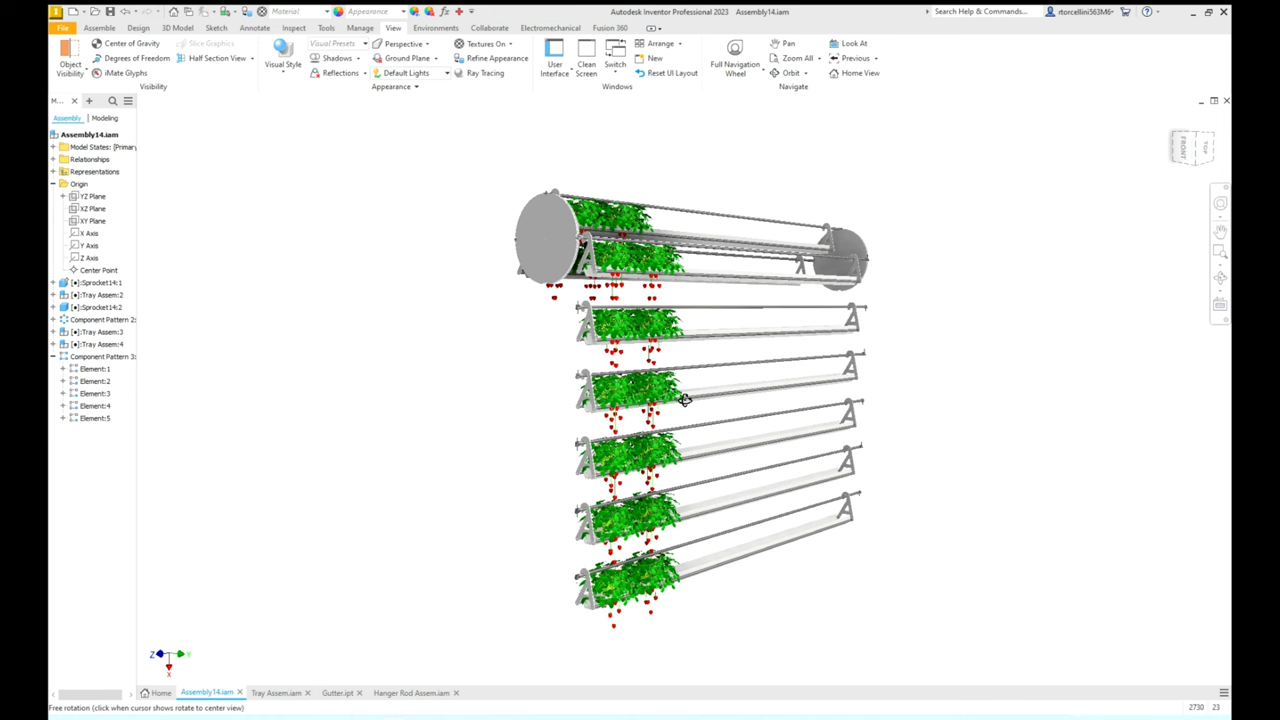 Autodesk Inventor Professional 2023 Assembly14.iam
Search Help & Commands...
rtorcellini563M6
File Assemble Design 3D Model Sketch Annotate Inspect Tools Manage View Environments Collaborate Electromechanical Fusion 360
Material
Appearance
Object Visibility
Center of Gravity
Degrees of Freedom
iMate Glyphs
Slice Graphics
Half Section View
Visibility
Visual Style
Visual Presets
Shadows
Reflections
Perspective
Ground Plane
Default Lights
Textures On
Refine Appearance
Ray Tracing
Appearance
User Interface
Clean Screen
Switch
Arrange
New
Reset UI Layout
Windows
Full Navigation Wheel
Pan
Zoom All
Orbit
Look At
Previous
Home View
Navigate
M...
Assembly Modeling
Assembly14.iam
Model States: [Primary
Relationships
Representations
Origin
YZ Plane
XZ Plane
XY Plane
X Axis
Y Axis
Z Axis
Center Point
[●]:Sprocket14:1
[●]:Tray Assem:2
[●]:Sprocket14:2
Component Pattern 2:
[●]:Tray Assem:3
[●]:Tray Assem:4
Component Pattern 3:
Element:1
Element:2
Element:3
Element:4
Element:5
FRONT
TOP
Z
Y
X
Home Assembly14.iam Tray Assem.iam Gutter.ipt Hanger Rod Assem.iam
Free rotation (click when cursor shows rotate to center view)
2730 23